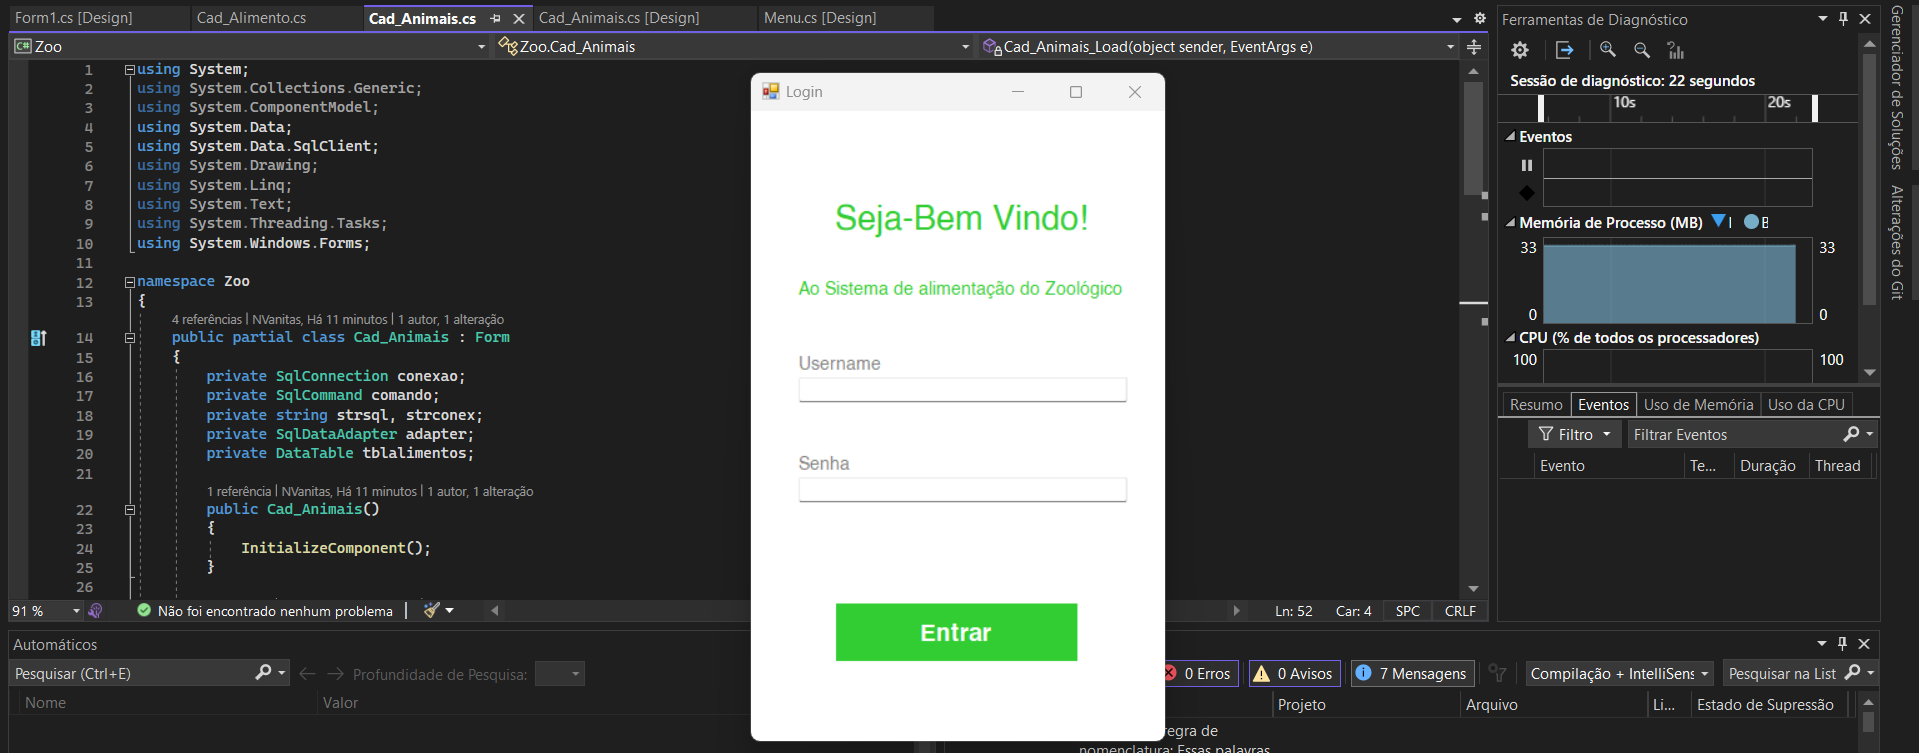 Form1.cs [Design]
Cad_Alimento.cs
Cad_Animais.cs
Cad_Animais.cs [Design]
Menu.cs [Design]
C# Zoo
Zoo.Cad_Animais
Cad_Animais_Load(object sender, EventArgs e)
1 using System;
2 using System.Collections.Generic;
3 using System.ComponentModel;
4 using System.Data;
5 using System.Data.SqlClient;
6 using System.Drawing;
7 using System.Linq;
8 using System.Text;
9 using System.Threading.Tasks;
10 using System.Windows.Forms;
11
12 namespace Zoo
13 {
4 referências | NVanitas, Há 11 minutos | 1 autor, 1 alteração
14 public partial class Cad_Animais : Form
15 {
16 private SqlConnection conexao;
17 private SqlCommand comando;
18 private string strsql, strconex;
19 private SqlDataAdapter adapter;
20 private DataTable tblalimentos;
21
1 referência | NVanitas, Há 11 minutos | 1 autor, 1 alteração
22 public Cad_Animais()
23 {
24 InitializeComponent();
25 }
26
91 %
Não foi encontrado nenhum problema
Ln: 52 Car: 4 SPC CRLF
Login
Seja-Bem Vindo!
Ao Sistema de alimentação do Zoológico
Username
Senha
Entrar
Automáticos
Pesquisar (Ctrl+E)
Profundidade de Pesquisa:
Nome Valor
0 Erros
0 Avisos
7 Mensagens
Compilação + IntelliSens
Pesquisar na List
Projeto Arquivo Li... Estado de Supressão
regra de
nomenclatura: Essas palavras
Ferramentas de Diagnóstico
Sessão de diagnóstico: 22 segundos
10s 20s
Eventos
Memória de Processo (MB)
33 33
0 0
CPU (% de todos os processadores)
100 100
Resumo Eventos Uso de Memória Uso da CPU
Filtro
Filtrar Eventos
Evento Te... Duração Thread
Gerenciador de Soluções
Alterações do Git